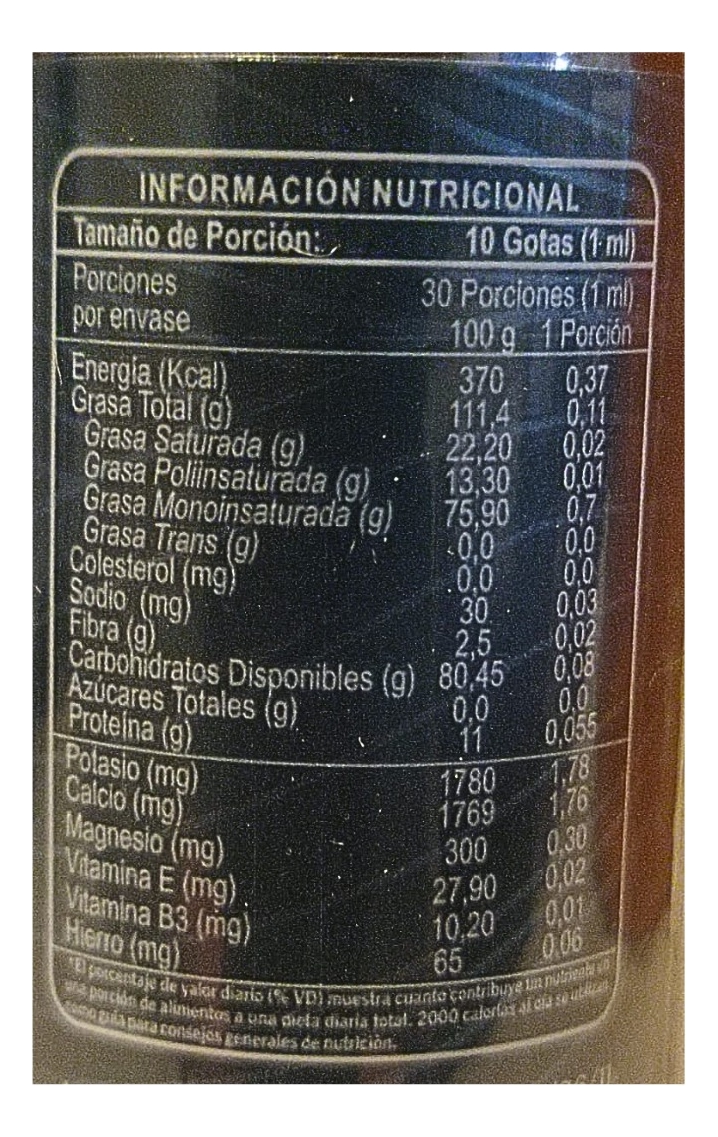 INFORMACIÓN NUTRICIONAL
Tamaño de Porción: 10 Gotas (1 ml)
Porciones 30 Porciones (1 ml)
por envase 100 g 1 Porción
Energía (Kcal) 370 0,37
Grasa Total (g) 111,4 0,11
Grasa Saturada (g) 22,20 0,02
Grasa Poliinsaturada (g) 13,30 0,01
Grasa Monoinsaturada (g) 75,90 0,7
Grasa Trans (g) 0,0 0,0
Colesterol (mg) 0,0 0,0
Sodio (mg) 30 0,03
Fibra (g) 2,5 0,02
Carbohidratos Disponibles (g) 80,45 0,08
Azúcares Totales (g) 0,0 0,0
Proteína (g) 11 0,055
Potasio (mg) 1780 1,78
Calcio (mg) 1769 1,76
Magnesio (mg) 300 0,30
Vitamina E (mg) 27,90 0,02
Vitamina B3 (mg) 10,20 0,01
Hierro (mg) 65 0,06
*El porcentaje de valor diario (% VD) muestra cuanto contribuye un nutriente en
una porción de alimentos a una dieta diaria total. 2000 calorías al día se utilizan
como guía para consejos generales de nutrición.